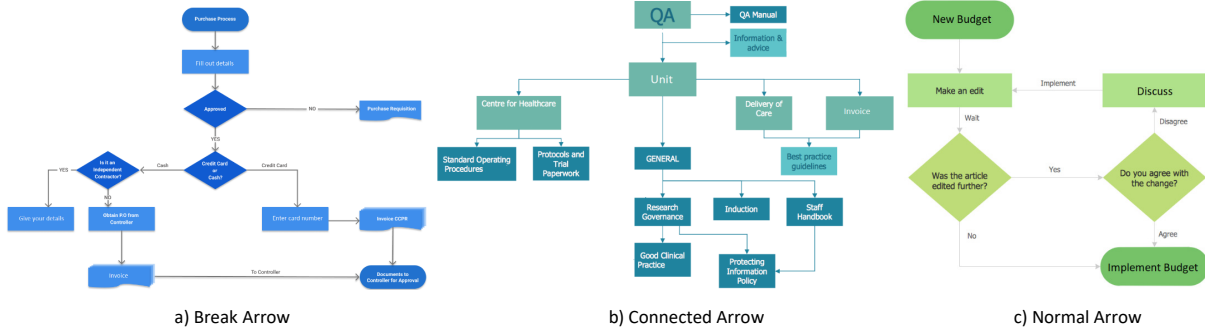 Purchase Process
Fill out details
Approved
NO
Purchase Requisition
YES
Is it an
Independent
Contractor?
Cash
Credit Card
or
Cash?
Credit Card
YES
NO
Give your details
Obtain P.O from
Controller
Enter card number
Invoice CCPR
Invoice
To Controller
Documents to
Controller for Approval
a) Break Arrow
QA
QA Manual
Information &
advice
Unit
Centre for Healthcare
Delivery of
Care
Invoice
Standard Operating
Procedures
Protocols and
Trial
Paperwork
GENERAL
Best practice
guidelines
Research
Governance
Induction
Staff
Handbook
Good Clinical
Practice
Protecting
Information
Policy
b) Connected Arrow
New Budget
Make an edit
Implement
Discuss
Wait
Disagree
Was the article
edited further?
Yes
Do you agree with
the change?
No
Agree
Implement Budget
c) Normal Arrow